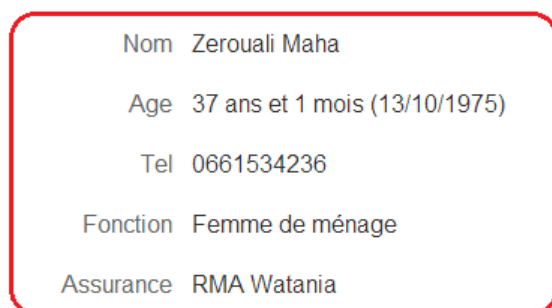 Nom Zerouali Maha
Age 37 ans et 1 mois (13/10/1975)
Tel 0661534236
Fonction Femme de ménage
Assurance RMA Watania